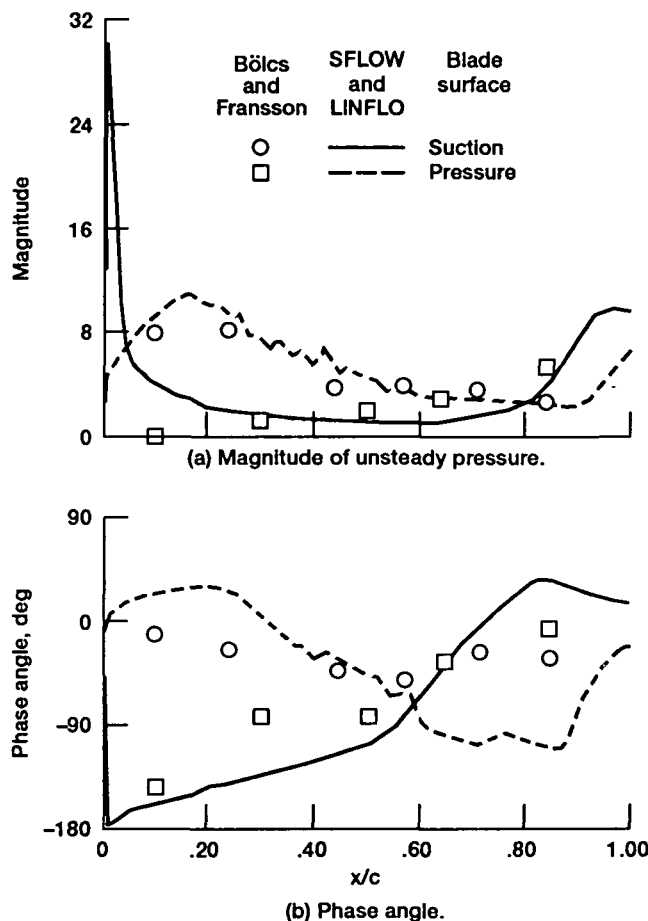 32
28
24
16
8
0
Magnitude
Bölcs and Fransson
SFLOW and LINFLO
Blade surface
Suction
Pressure
(a) Magnitude of unsteady pressure.
90
0
−90
−180
Phase angle, deg
0 .20 .40 .60 .80 1.00
x/c
(b) Phase angle.